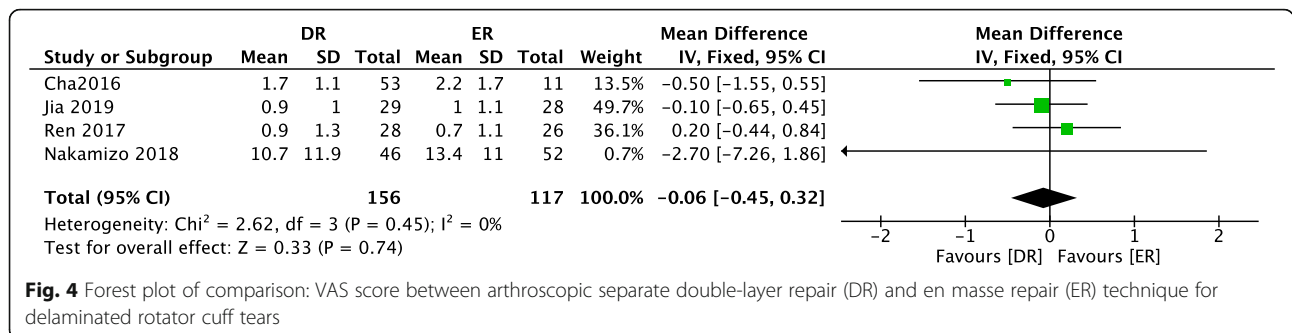 DR ER Mean Difference Mean Difference
Study or Subgroup Mean SD Total Mean SD Total Weight IV, Fixed, 95% CI IV, Fixed, 95% CI
Cha2016 1.7 1.1 53 2.2 1.7 11 13.5% −0.50 [−1.55, 0.55]
Jia 2019 0.9 1 29 1 1.1 28 49.7% −0.10 [−0.65, 0.45]
Ren 2017 0.9 1.3 28 0.7 1.1 26 36.1% 0.20 [−0.44, 0.84]
Nakamizo 2018 10.7 11.9 46 13.4 11 52 0.7% −2.70 [−7.26, 1.86]
Total (95% CI) 156 117 100.0% −0.06 [−0.45, 0.32]
Heterogeneity: Chi² = 2.62, df = 3 (P = 0.45); I² = 0%
Test for overall effect: Z = 0.33 (P = 0.74)
−2 −1 0 1 2
Favours [DR] Favours [ER]
Fig. 4 Forest plot of comparison: VAS score between arthroscopic separate double-layer repair (DR) and en masse repair (ER) technique for
delaminated rotator cuff tears